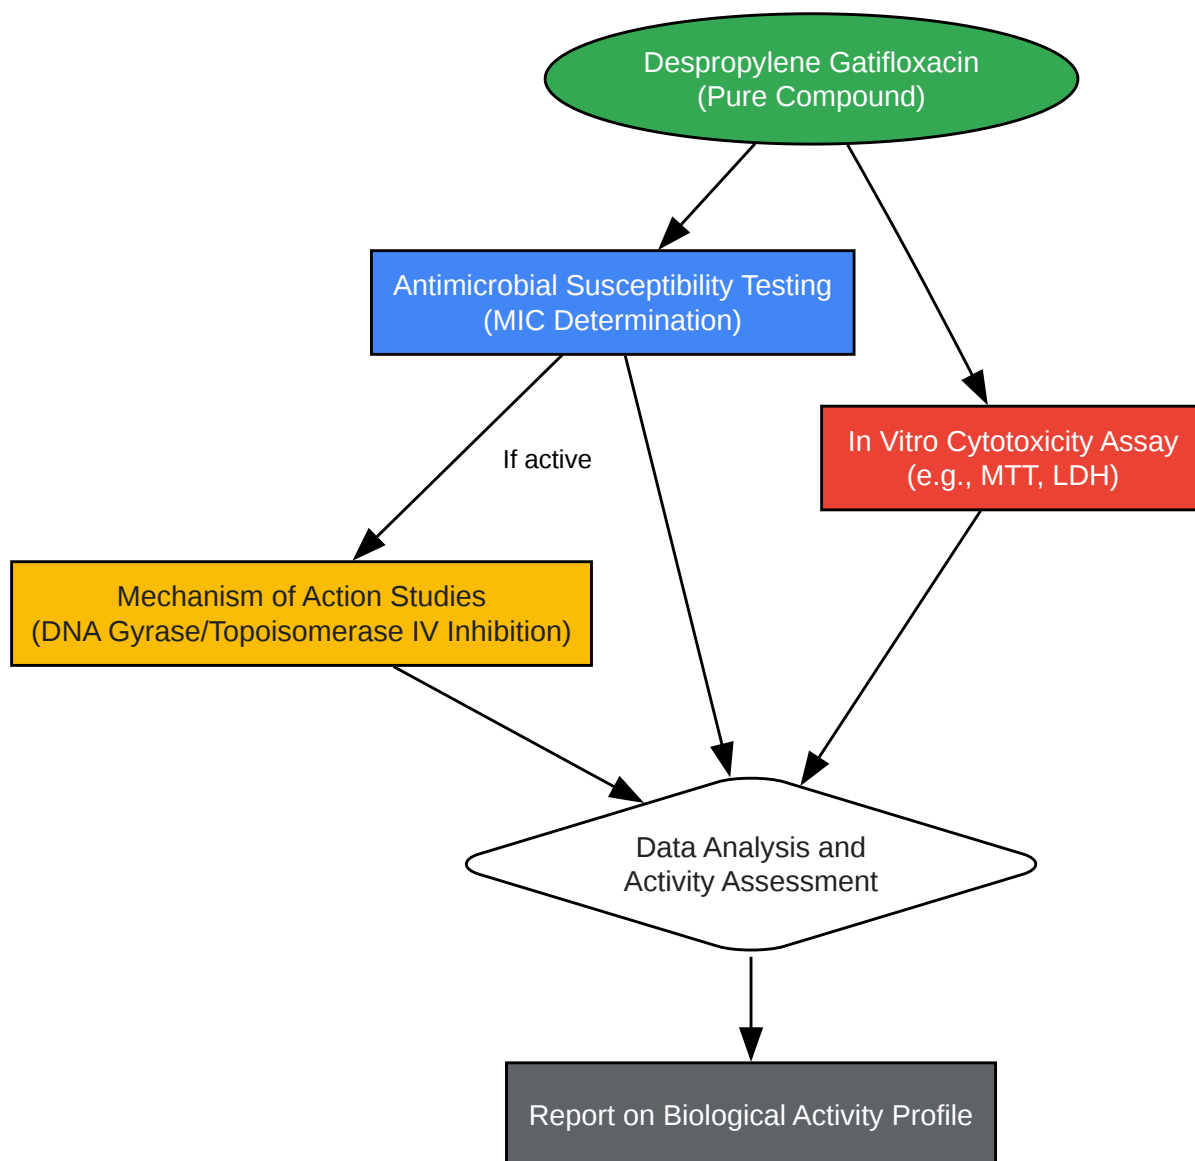 Despropylene Gatifloxacin
(Pure Compound)
Antimicrobial Susceptibility Testing
(MIC Determination)
In Vitro Cytotoxicity Assay
(e.g., MTT, LDH)
If active
Mechanism of Action Studies
(DNA Gyrase/Topoisomerase IV Inhibition)
Data Analysis and
Activity Assessment
Report on Biological Activity Profile